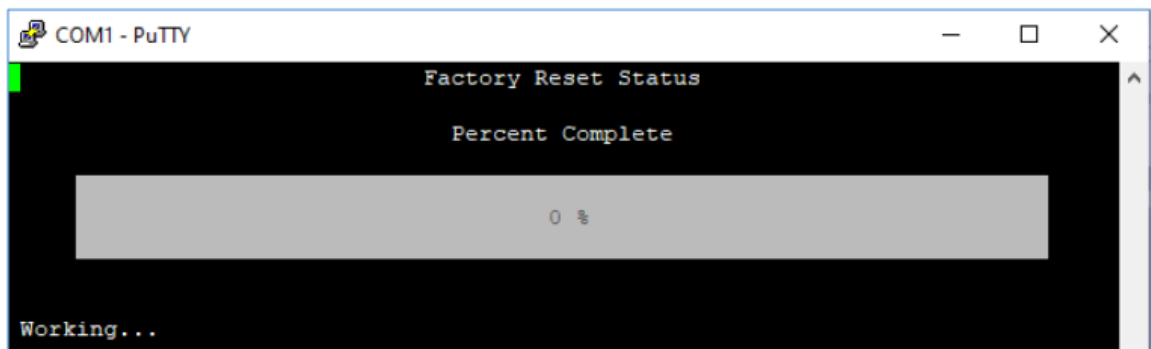 COM1 - PuTTY
Factory Reset Status
Percent Complete
0 %
Working...